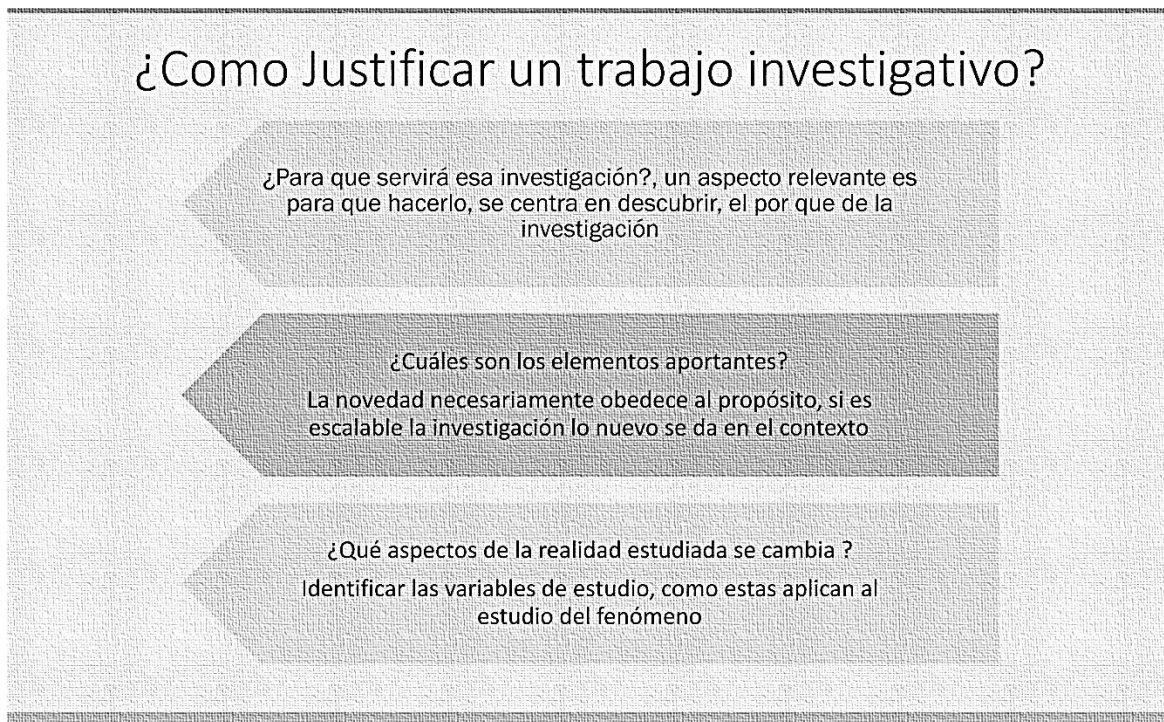 ¿Como Justificar un trabajo investigativo?
¿Para que servirá esa investigación?, un aspecto relevante es
para que hacerlo, se centra en descubrir, el por que de la
investigación
¿Cuáles son los elementos aportantes?
La novedad necesariamente obedece al propósito, si es
escalable la investigación lo nuevo se da en el contexto
¿Qué aspectos de la realidad estudiada se cambia ?
Identificar las variables de estudio, como estas aplican al
estudio del fenómeno